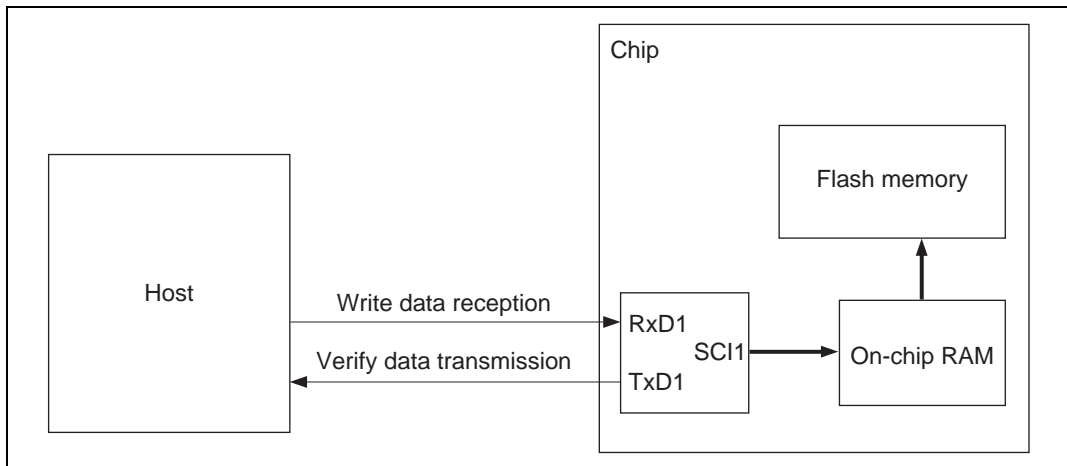 Chip
Flash memory
Host
Write data reception
RxD1
SCI1
On-chip RAM
Verify data transmission
TxD1